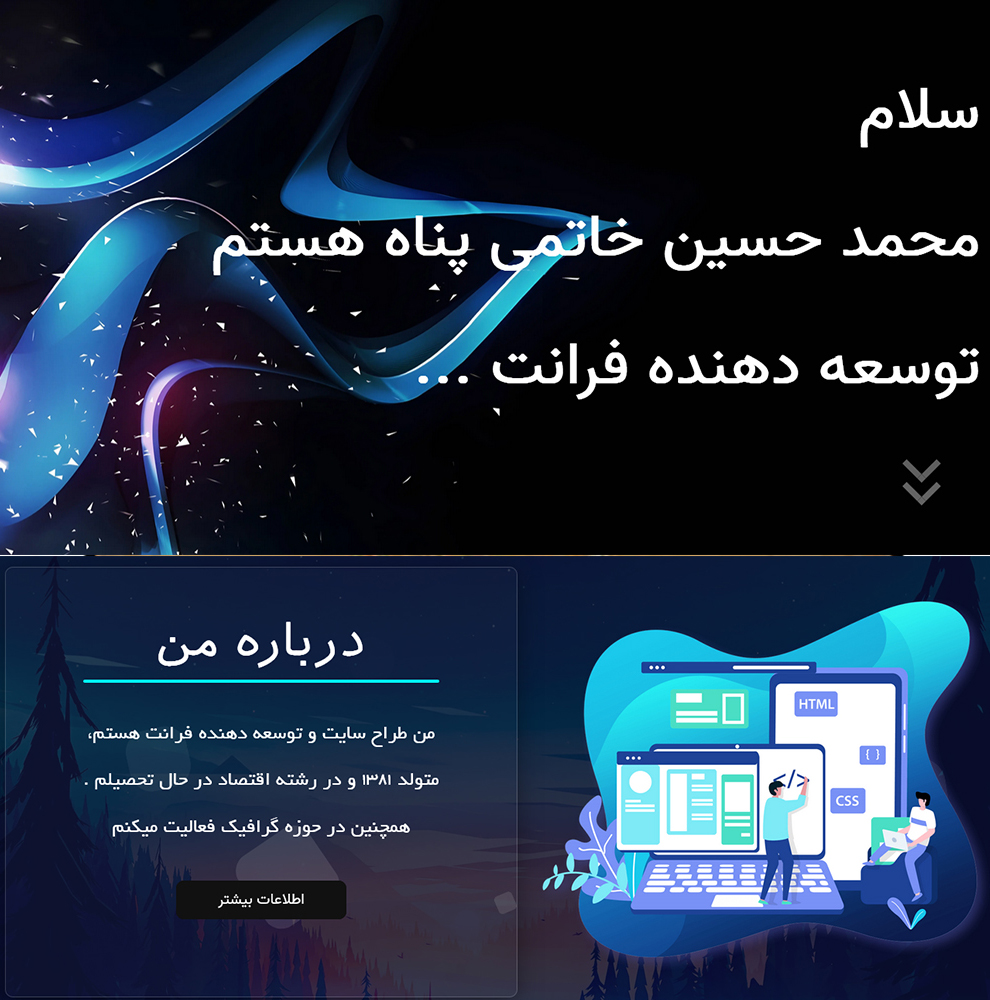 سلام
محمد حسین خاتمی پناه هستم
توسعه دهنده فرانت ...
درباره من
من طراح سایت و توسعه دهنده فرانت هستم،
متولد ۱۳۸۱ و در رشته اقتصاد در حال تحصیلم .
همچنین در حوزه گرافیک فعالیت میکنم
اطلاعات بیشتر
HTML
{ }
</>
CSS